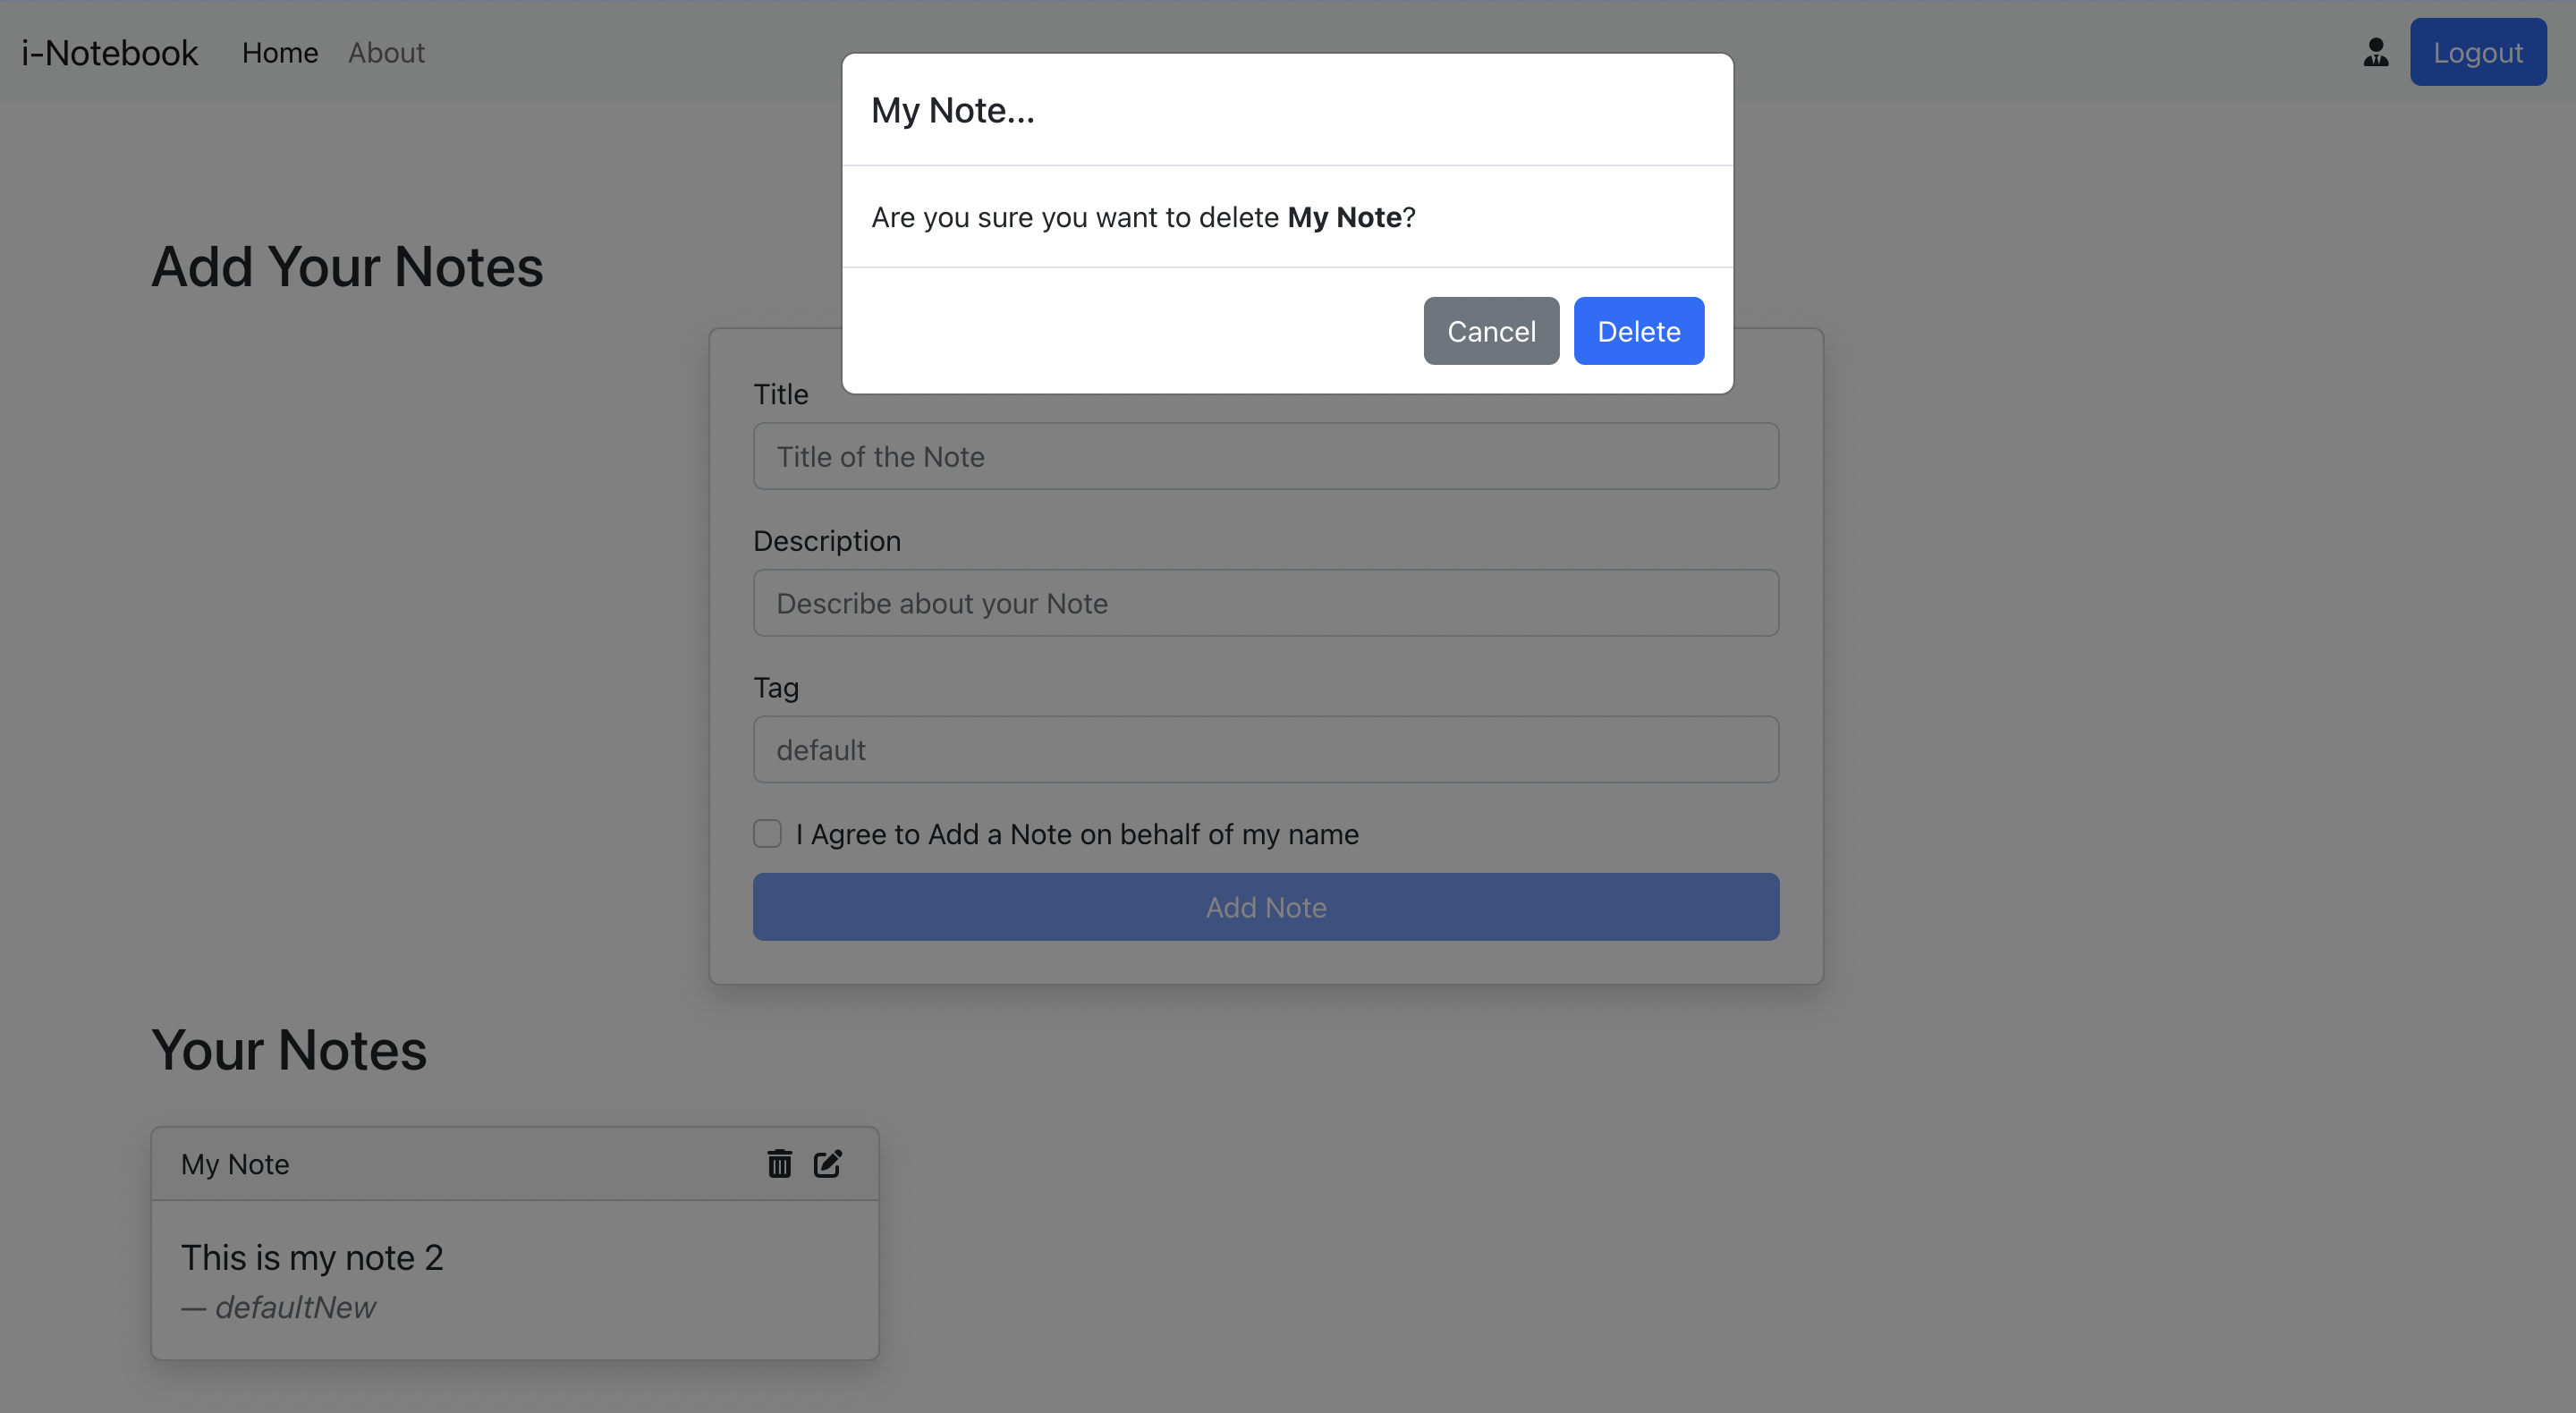 i-Notebook Home About Logout
My Note...
Are you sure you want to delete My Note?
Cancel Delete
Add Your Notes
Title
Title of the Note
Description
Describe about your Note
Tag
default
I Agree to Add a Note on behalf of my name
Add Note
Your Notes
My Note
This is my note 2
— defaultNew